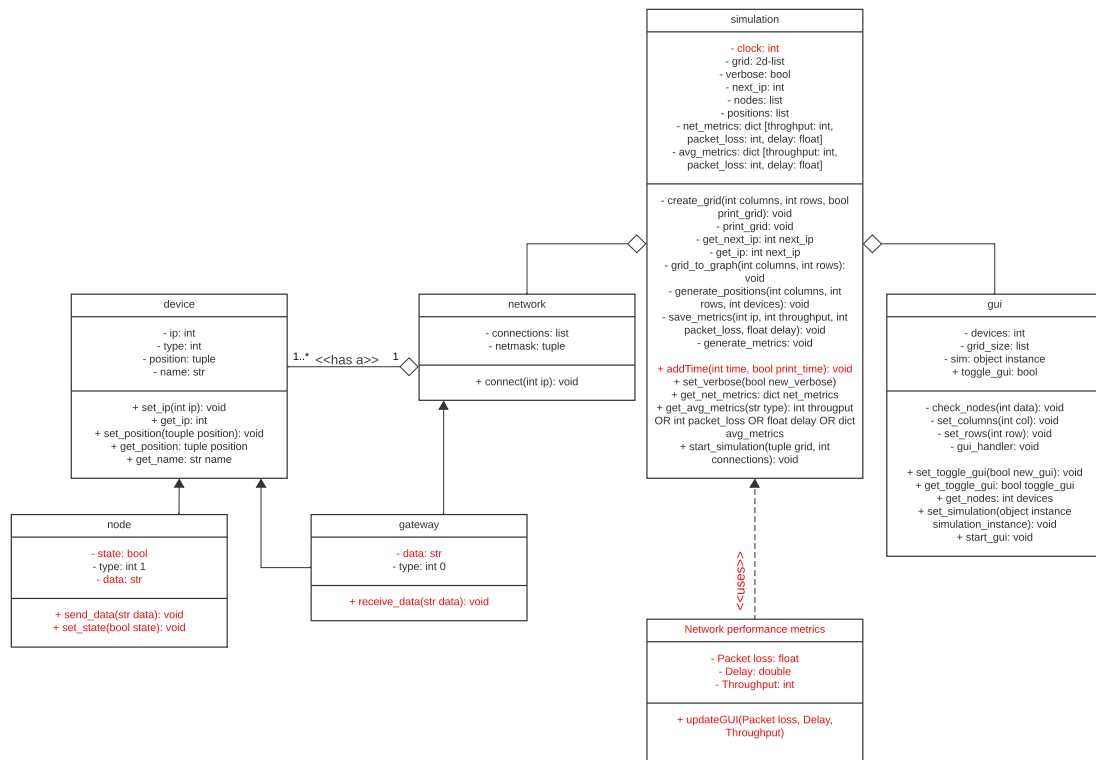 simulation
- clock: int
- grid: 2d-list
- verbose: bool
- next_ip: int
- nodes: list
- positions: list
- net_metrics: dict [throghput: int,
packet_loss: int, delay: float]
- avg_metrics: dict [throughput: int,
packet_loss: int, delay: float]
- create_grid(int columns, int rows, bool
print_grid): void
- print_grid: void
- get_next_ip: int next_ip
- get_ip: int next_ip
- grid_to_graph(int columns, int rows):
void
- generate_positions(int columns, int
rows, int devices): void
- save_metrics(int ip, int throughput, int
packet_loss, float delay): void
- generate_metrics: void
+ addTime(int time, bool print_time): void
+ set_verbose(bool new_verbose)
+ get_net_metrics: dict net_metrics
+ get_avg_metrics(str type): int througput
OR int packet_loss OR float delay OR dict
avg_metrics
+ start_simulation(tuple grid, int
connections): void
device
- ip: int
- type: int
- position: tuple
- name: str
+ set_ip(int ip): void
+ get_ip: int
+ set_position(touple position): void
+ get_position: tuple position
+ get_name: str name
1..* <<has a>> 1
network
- connections: list
- netmask: tuple
+ connect(int ip): void
gui
- devices: int
- grid_size: list
- sim: object instance
+ toggle_gui: bool
- check_nodes(int data): void
- set_columns(int col): void
- set_rows(int row): void
- gui_handler: void
+ set_toggle_gui(bool new_gui): void
+ get_toggle_gui: bool toggle_gui
+ get_nodes: int devices
+ set_simulation(object instance
simulation_instance): void
+ start_gui: void
node
- state: bool
- type: int 1
- data: str
+ send_data(str data): void
+ set_state(bool state): void
gateway
- data: str
- type: int 0
+ receive_data(str data): void
<<uses>>
Network performance metrics
- Packet loss: float
- Delay: double
- Throughput: int
+ updateGUI(Packet loss, Delay,
Throughput)